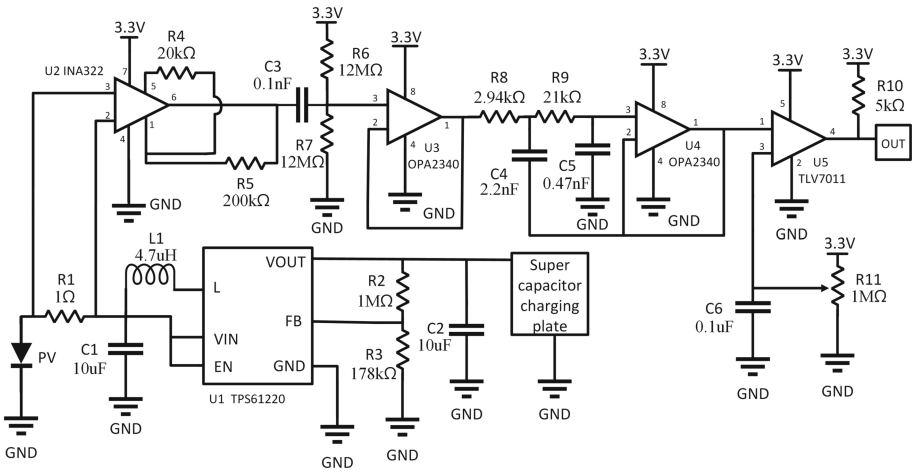 3.3V
R4
20kΩ
U2 INA322
7
3
5
6
2
1
4
GND
R5
200kΩ
C3
0.1nF
3.3V
R6
12MΩ
R7
12MΩ
GND
3.3V
8
3
2
1
4
U3
OPA2340
GND
R8
2.94kΩ
R9
21kΩ
C4
2.2nF
C5
0.47nF
GND
3.3V
8
3
2
1
4
U4
OPA2340
GND
3.3V
5
1
3
4
2
U5
TLV7011
GND
3.3V
R10
5kΩ
OUT
L1
4.7uH
R1
1Ω
PV
GND
C1
10uF
GND
L
VIN
EN
VOUT
FB
GND
U1 TPS61220
GND
R2
1MΩ
R3
178kΩ
GND
C2
10uF
GND
Super
capacitor
charging
plate
GND
C6
0.1uF
GND
3.3V
R11
1MΩ
GND